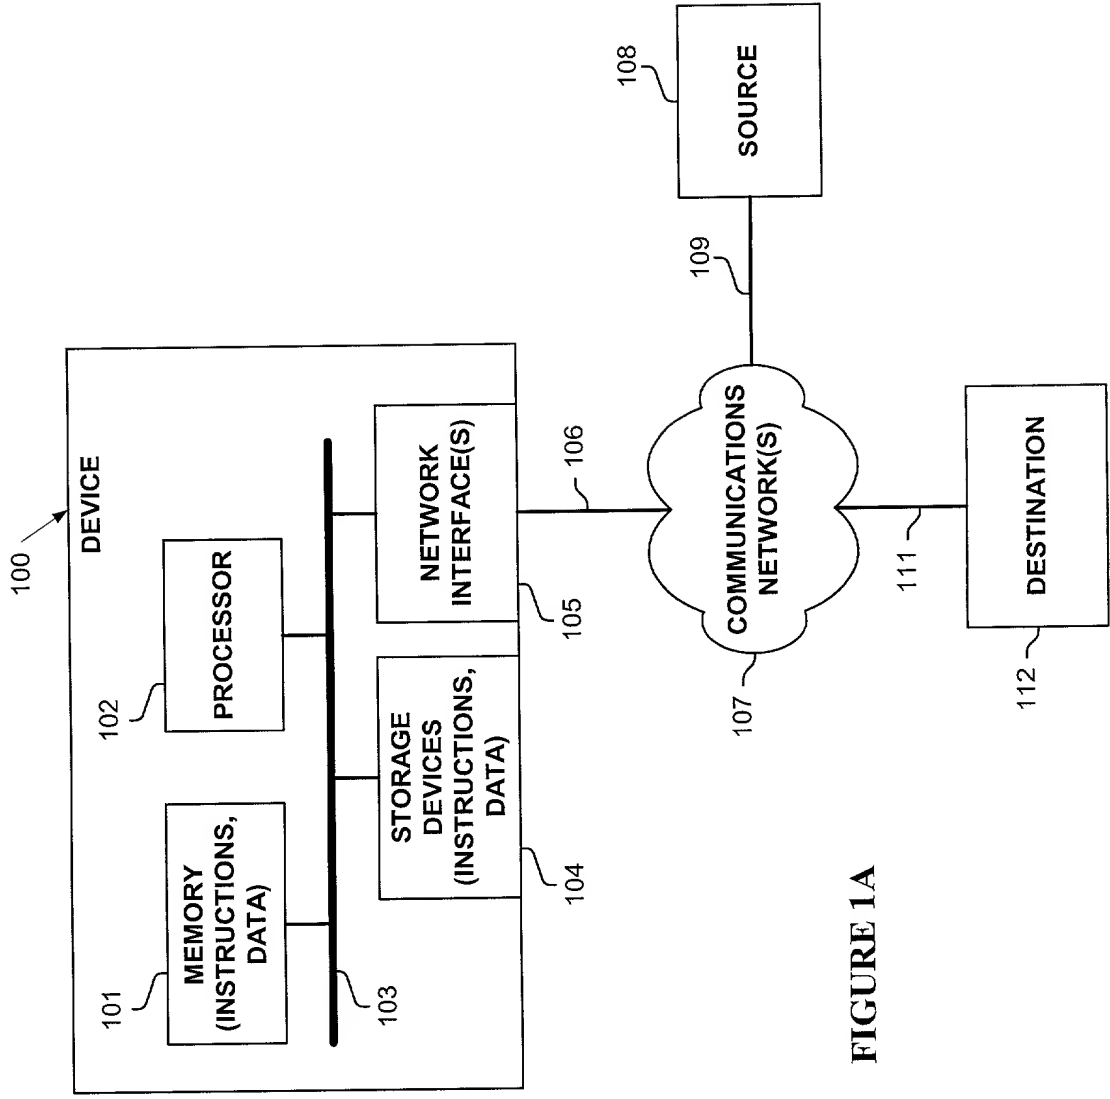 100
DEVICE
101
MEMORY
(INSTRUCTIONS,
DATA)
102
PROCESSOR
103
STORAGE
DEVICES
(INSTRUCTIONS,
DATA)
104
NETWORK
INTERFACE(S)
105
106
107
COMMUNICATIONS
NETWORK(S)
109
108
SOURCE
111
112
DESTINATION
FIGURE 1A